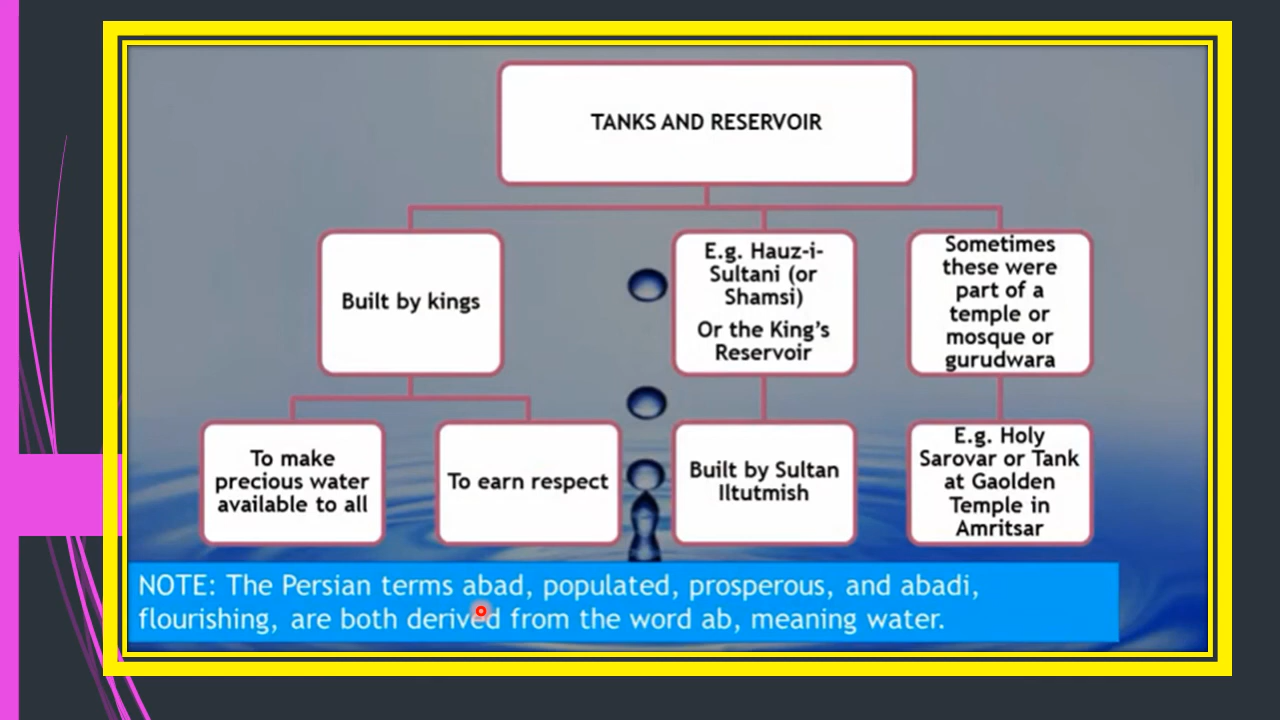 TANKS AND RESERVOIR
Built by kings
E.g. Hauz-i-
Sultani (or
Shamsi)
Or the King's
Reservoir
Sometimes
these were
part of a
temple or
mosque or
gurudwara
To make
precious water
available to all
To earn respect
Built by Sultan
Iltutmish
E.g. Holy
Sarovar or Tank
at Gaolden
Temple in
Amritsar
NOTE: The Persian terms abad, populated, prosperous, and abadi,
flourishing, are both derived from the word ab, meaning water.